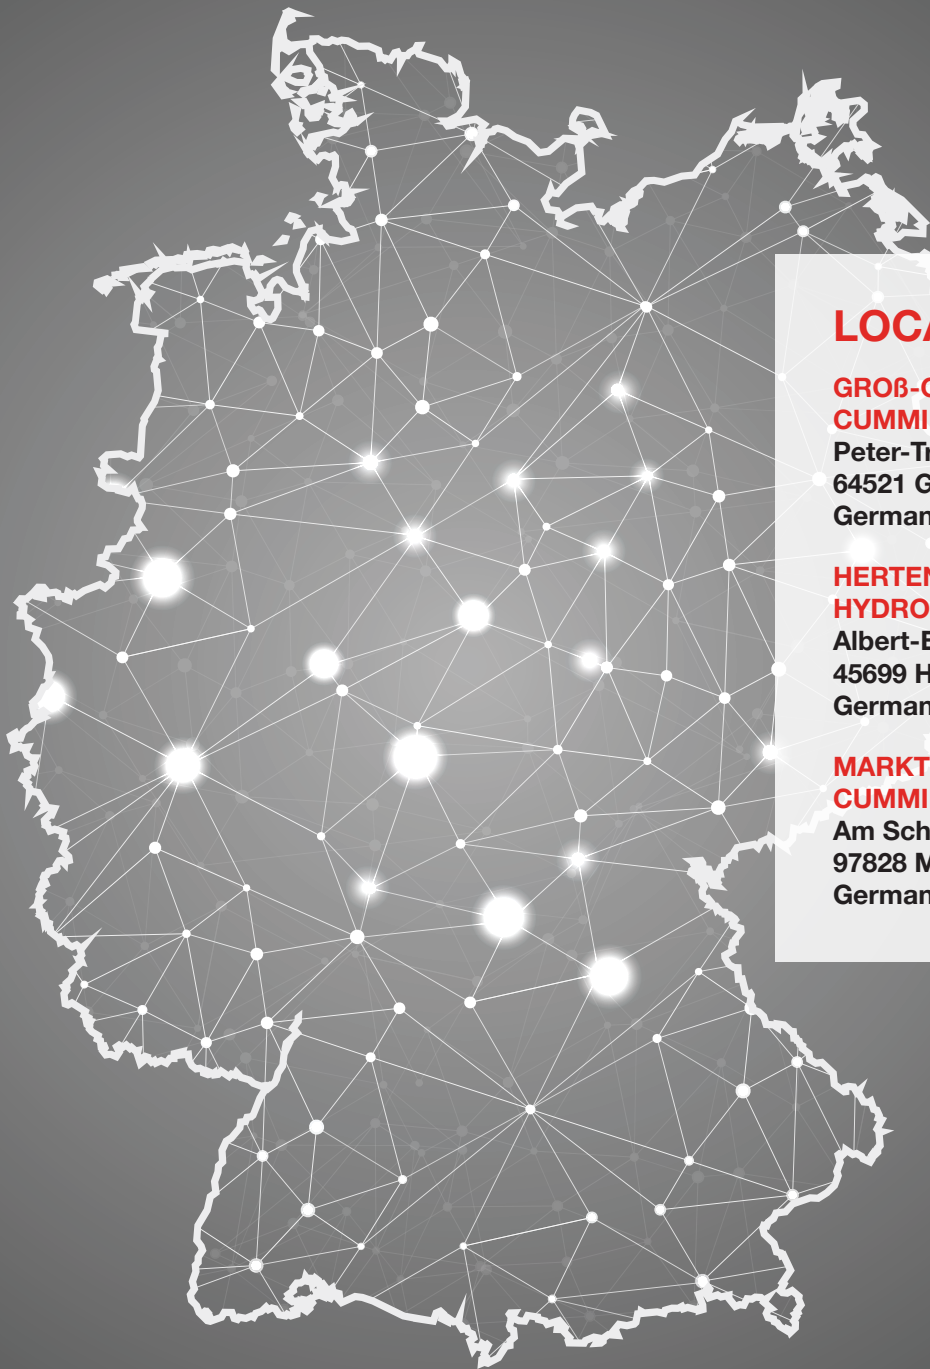 LOCA
GROß-G
CUMMI
Peter-Tr
64521 G
German
HERTEN
HYDRO
Albert-E
45699 H
German
MARKT
CUMMI
Am Sch
97828 M
German